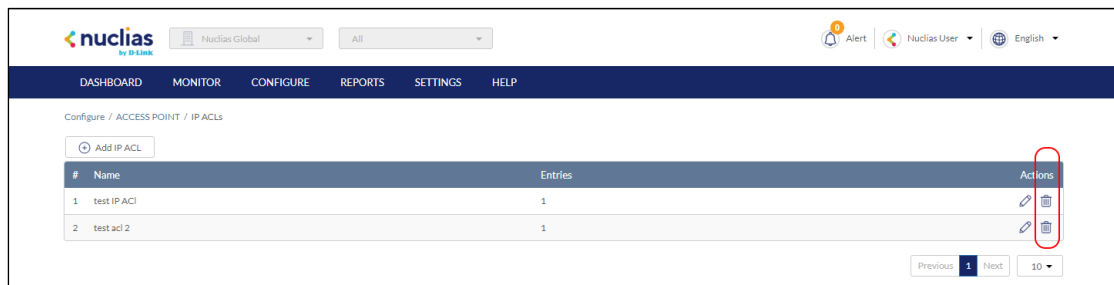 nuclias
by D-Link
Nuclias Global
All
0
Alert
Nuclias User
English
DASHBOARD MONITOR CONFIGURE REPORTS SETTINGS HELP
Configure / ACCESS POINT / IP ACLs
Add IP ACL
# Name Entries Actions
1 test IP ACl 1
2 test acl 2 1
Previous 1 Next 10